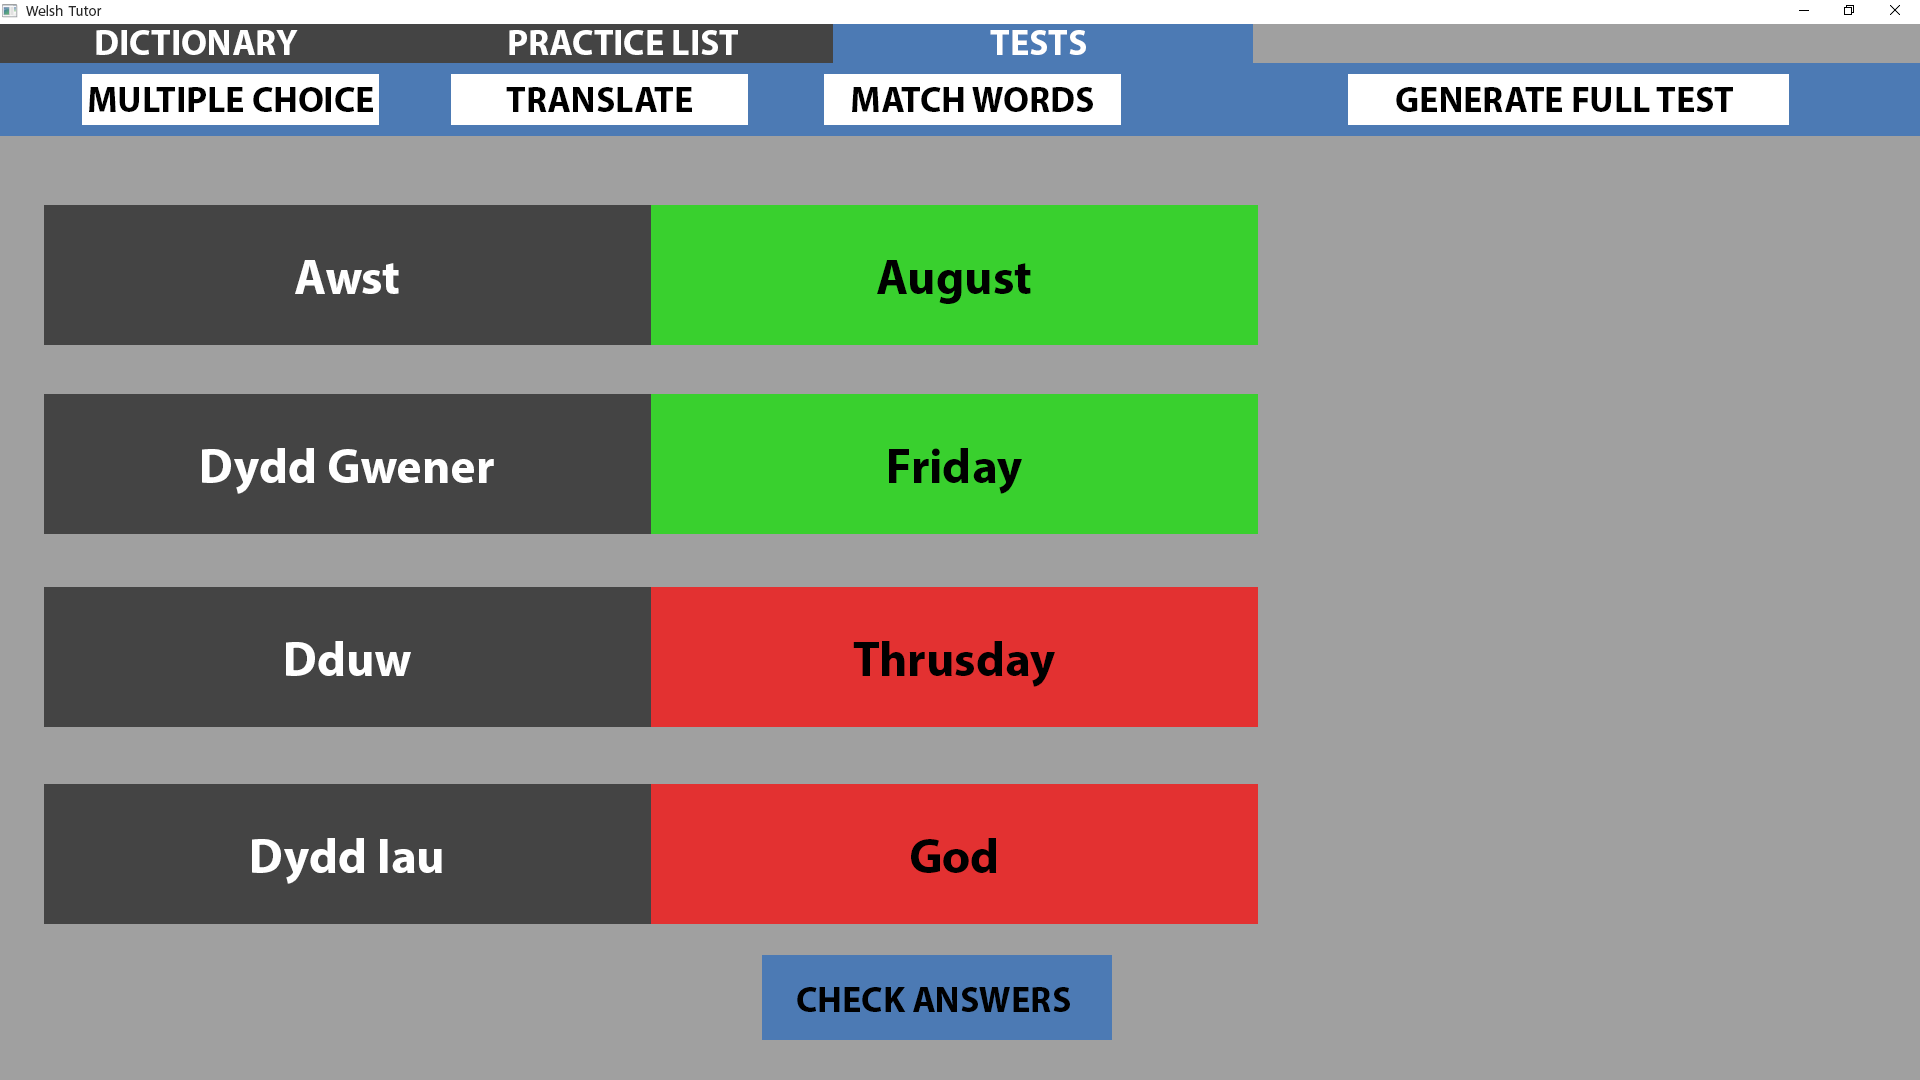 Welsh Tutor
DICTIONARY PRACTICE LIST TESTS
MULTIPLE CHOICE TRANSLATE MATCH WORDS GENERATE FULL TEST
Awst August
Dydd Gwener Friday
Dduw Thrusday
Dydd Iau God
CHECK ANSWERS